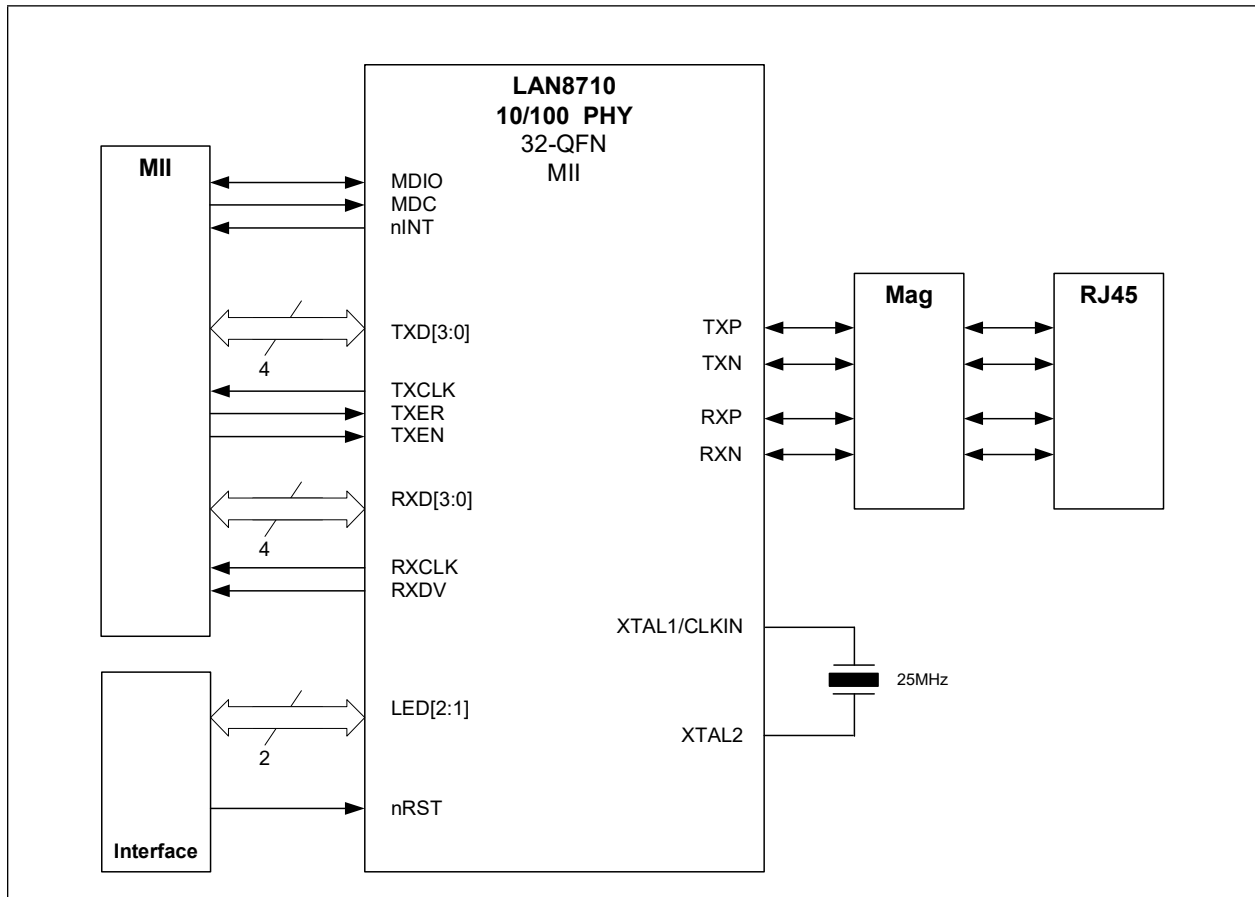 LAN8710
10/100 PHY
32-QFN
MII
MII
MDIO
MDC
nINT
TXD[3:0]
4
TXCLK
TXER
TXEN
RXD[3:0]
4
RXCLK
RXDV
LED[2:1]
2
nRST
Interface
TXP
TXN
RXP
RXN
Mag
RJ45
XTAL1/CLKIN
25MHz
XTAL2